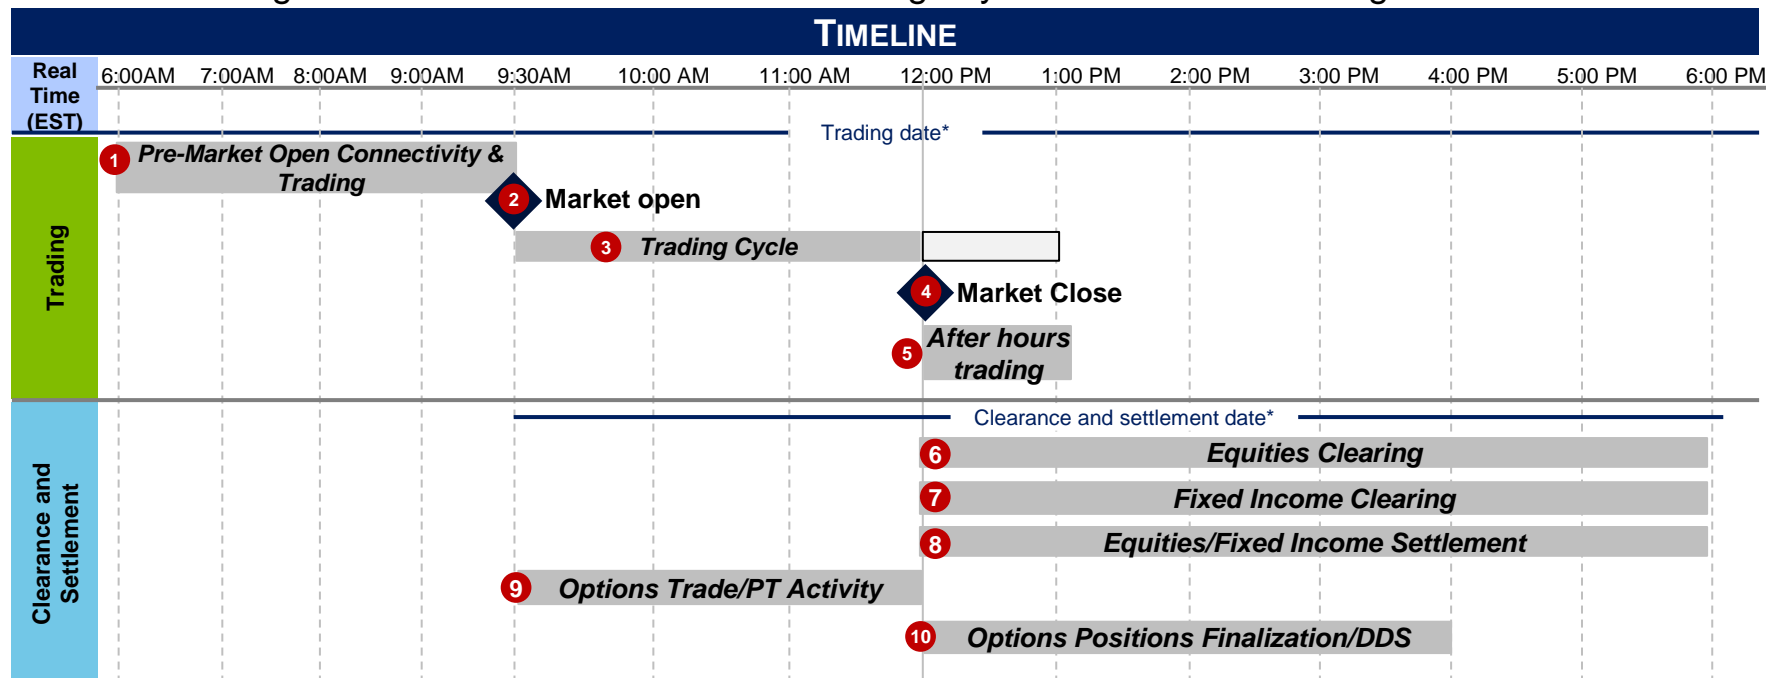 TIMELINE
Real
Time
(EST)
6:00AM 7:00AM 8:00AM 9:00AM 9:30AM 10:00 AM 11:00 AM 12:00 PM 1:00 PM 2:00 PM 3:00 PM 4:00 PM 5:00 PM 6:00 PM
Trading date*
Trading
1 Pre-Market Open Connectivity &
Trading
2 Market open
3 Trading Cycle
4 Market Close
5 After hours
trading
Clearance and
Settlement
Clearance and settlement date*
6 Equities Clearing
7 Fixed Income Clearing
8 Equities/Fixed Income Settlement
9 Options Trade/PT Activity
10 Options Positions Finalization/DDS